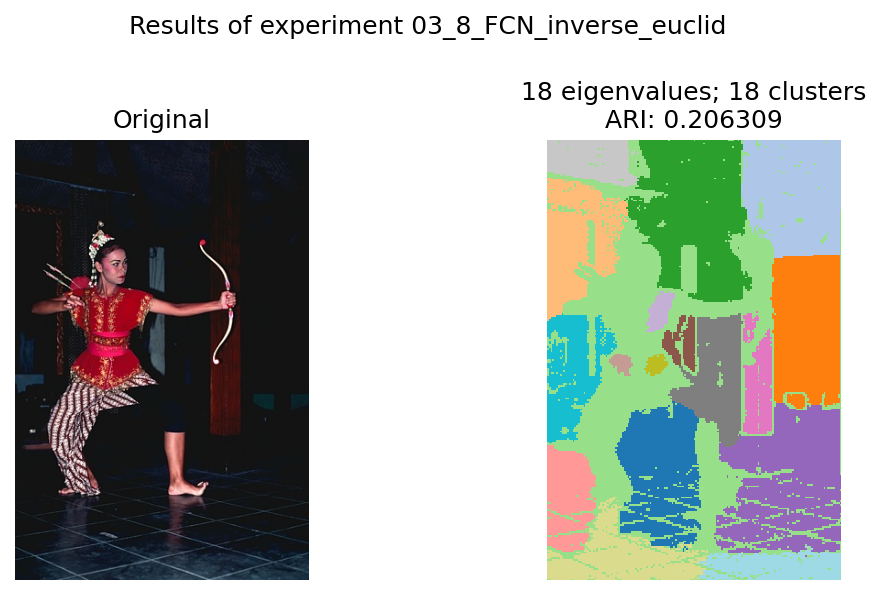 Results of experiment 03_8_FCN_inverse_euclid
Original
18 eigenvalues; 18 clusters
ARI: 0.206309